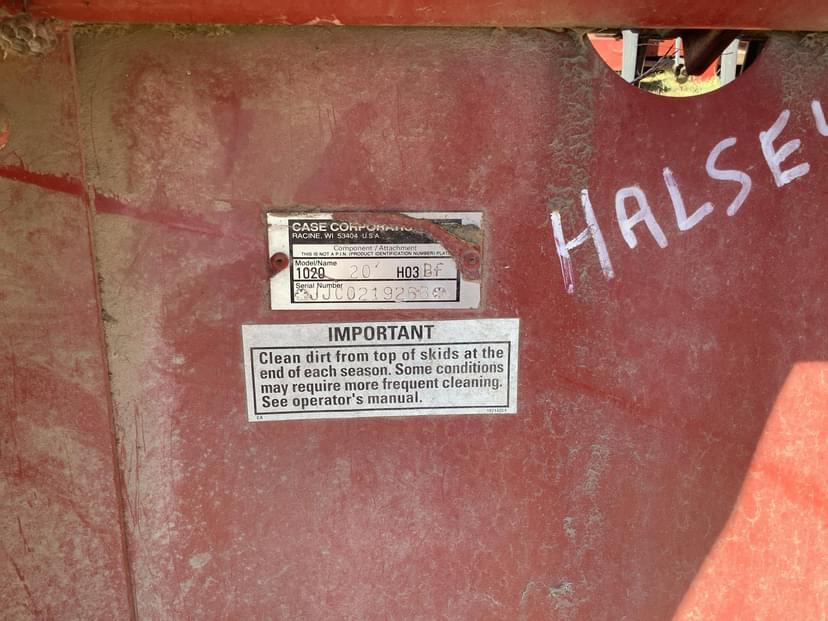 CASE CORPORATION
RACINE, WI 53404 U.S.A.
Component / Attachment
THIS IS NOT A P.I.N. (PRODUCT IDENTIFICATION NUMBER) PLATE
Model/Name
1020 20' H03 Bf
Serial Number
IMPORTANT
Clean dirt from top of skids at the
end of each season. Some conditions
may require more frequent cleaning.
See operator's manual.
CA
HALSE